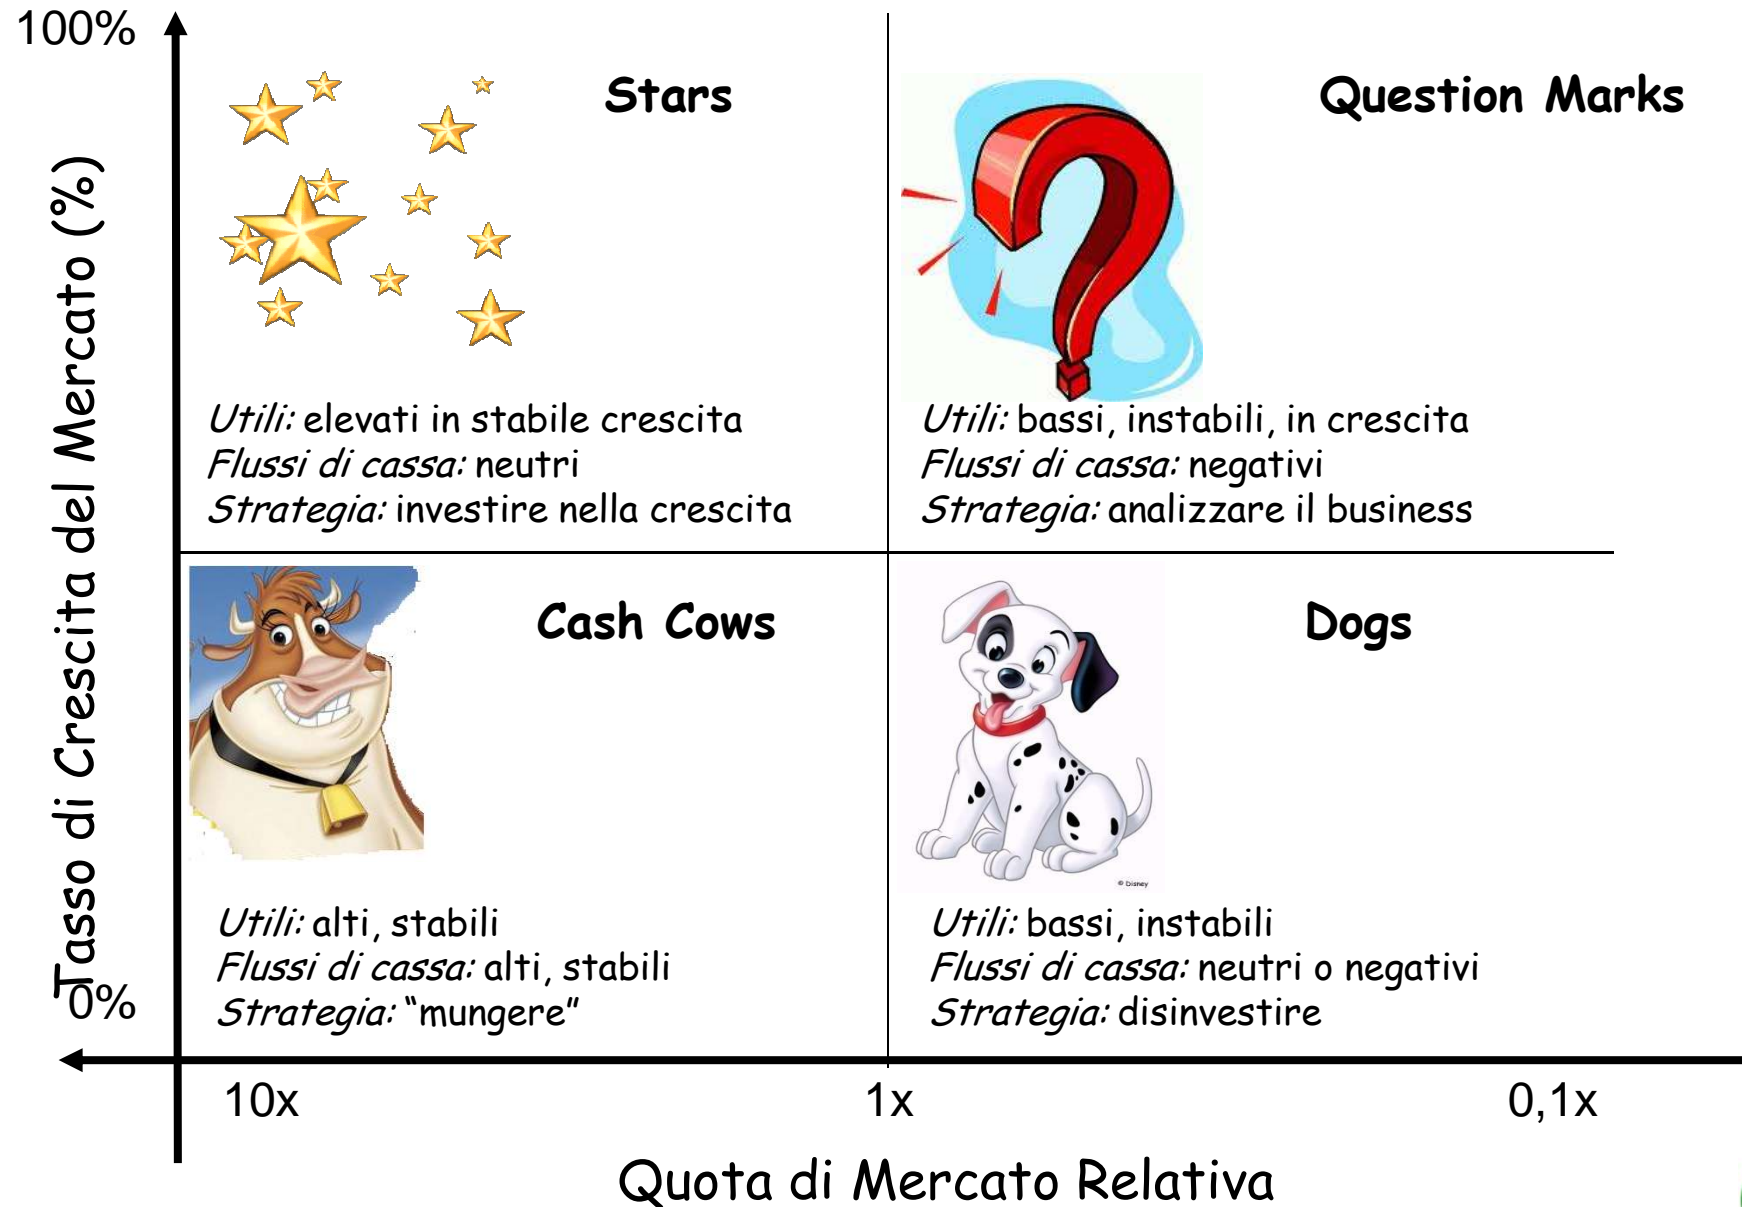 100%
Tasso di Crescita del Mercato (%)
0%
Stars
Utili: elevati in stabile crescita
Flussi di cassa: neutri
Strategia: investire nella crescita
Question Marks
Utili: bassi, instabili, in crescita
Flussi di cassa: negativi
Strategia: analizzare il business
Cash Cows
Utili: alti, stabili
Flussi di cassa: alti, stabili
Strategia: “mungere”
Dogs
© Disney
Utili: bassi, instabili
Flussi di cassa: neutri o negativi
Strategia: disinvestire
10x
1x
0,1x
Quota di Mercato Relativa